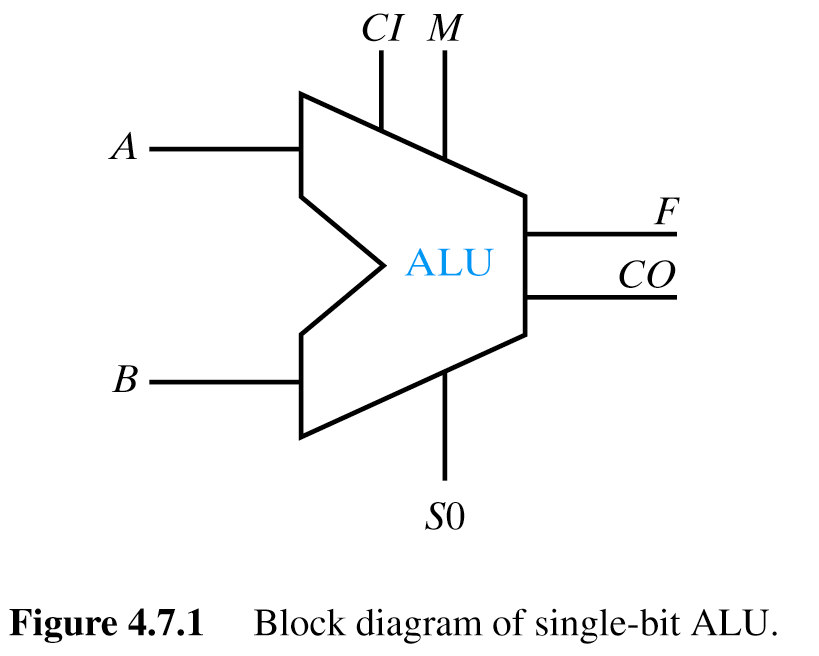 CI M
A
F
ALU
CO
B
S0
Figure 4.7.1 Block diagram of single-bit ALU.